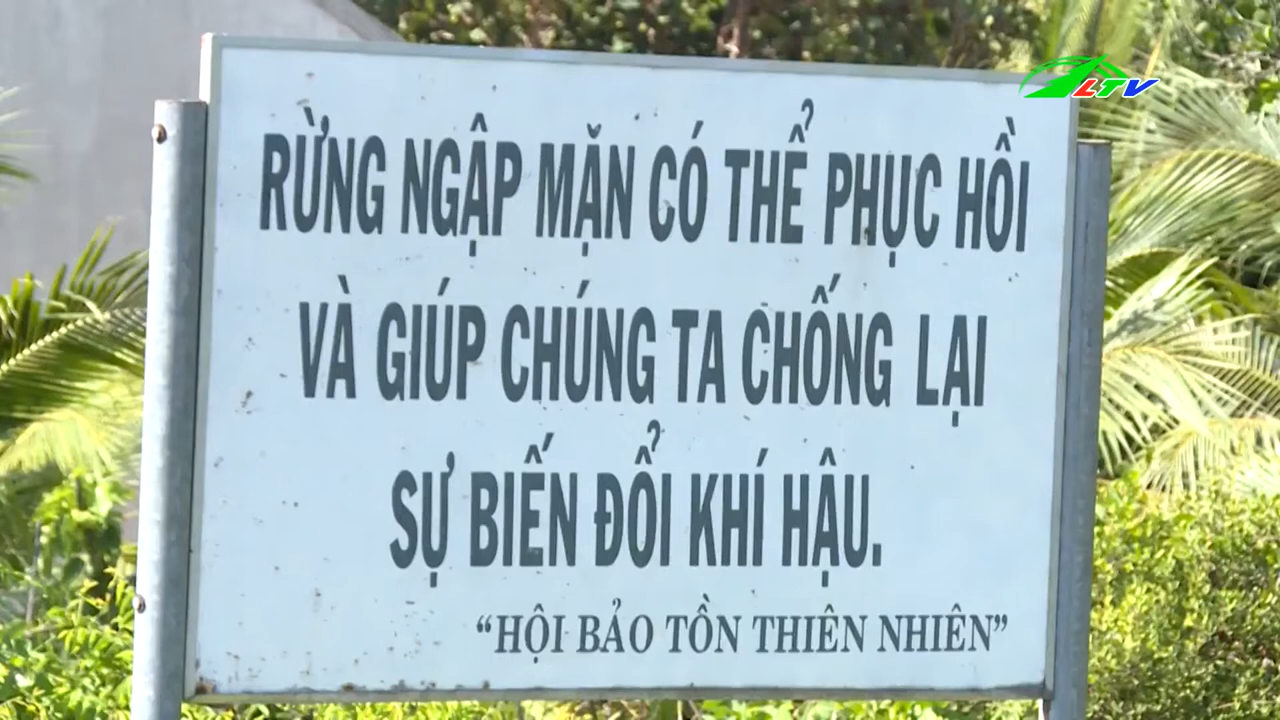 LTV
RỪNG NGẬP MẶN CÓ THỂ PHỤC HỒI
VÀ GIÚP CHÚNG TA CHỐNG LẠI
SỰ BIẾN ĐỔI KHÍ HẬU.
“HỘI BẢO TỒN THIÊN NHIÊN”